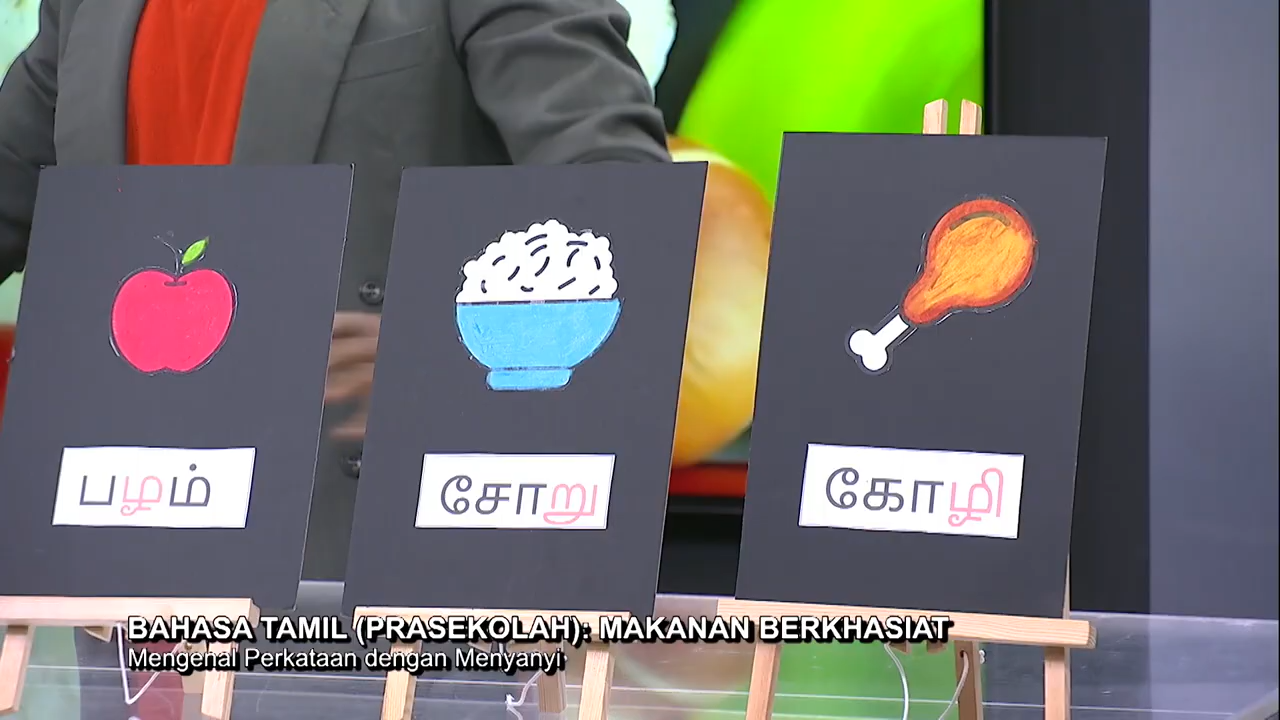 பழம்
சோறு
கோழி
BAHASA TAMIL (PRASEKOLAH): MAKANAN BERKHASIAT
Mengenal Perkataan dengan Menyanyi